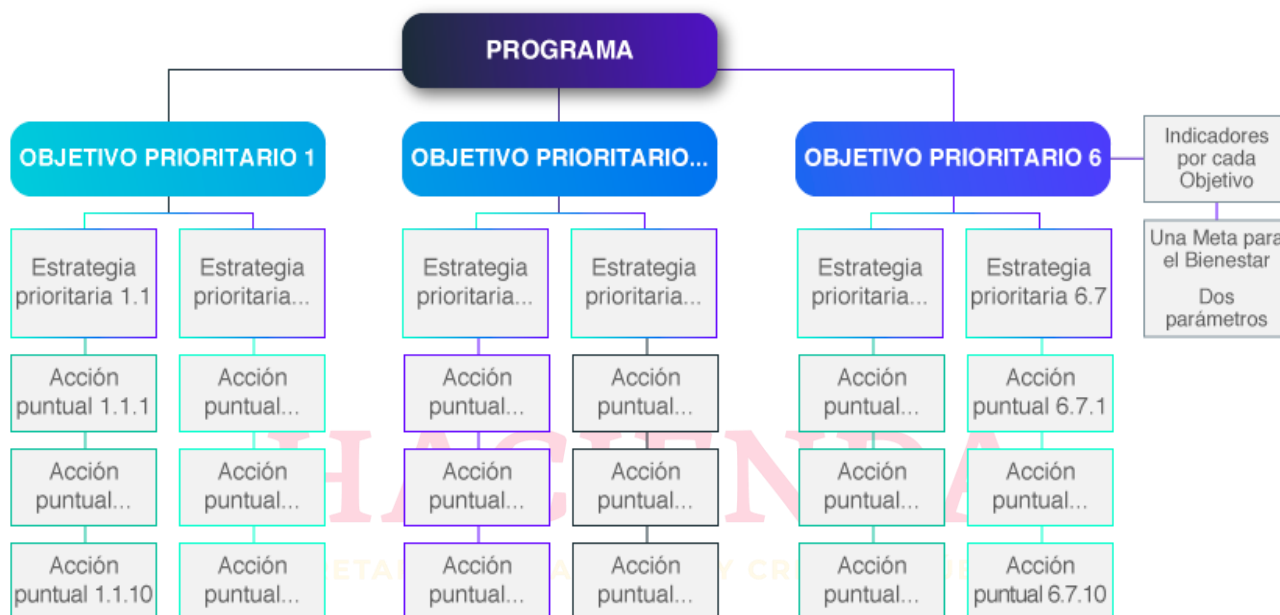 PROGRAMA
OBJETIVO PRIORITARIO 1
OBJETIVO PRIORITARIO...
OBJETIVO PRIORITARIO 6
Indicadores
por cada
Objetivo
Una Meta para
el Bienestar
Dos
parámetros
Estrategia
prioritaria 1.1
Estrategia
prioritaria...
Estrategia
prioritaria...
Estrategia
prioritaria...
Estrategia
prioritaria...
Estrategia
prioritaria 6.7
Acción
puntual 1.1.1
Acción
puntual...
Acción
puntual...
Acción
puntual...
Acción
puntual...
Acción
puntual 6.7.1
Acción
puntual...
Acción
puntual...
Acción
puntual...
Acción
puntual...
Acción
puntual...
Acción
puntual...
Acción
puntual 1.1.10
Acción
puntual...
Acción
puntual...
Acción
puntual...
Acción
puntual...
Acción
puntual 6.7.10
HACIENDA